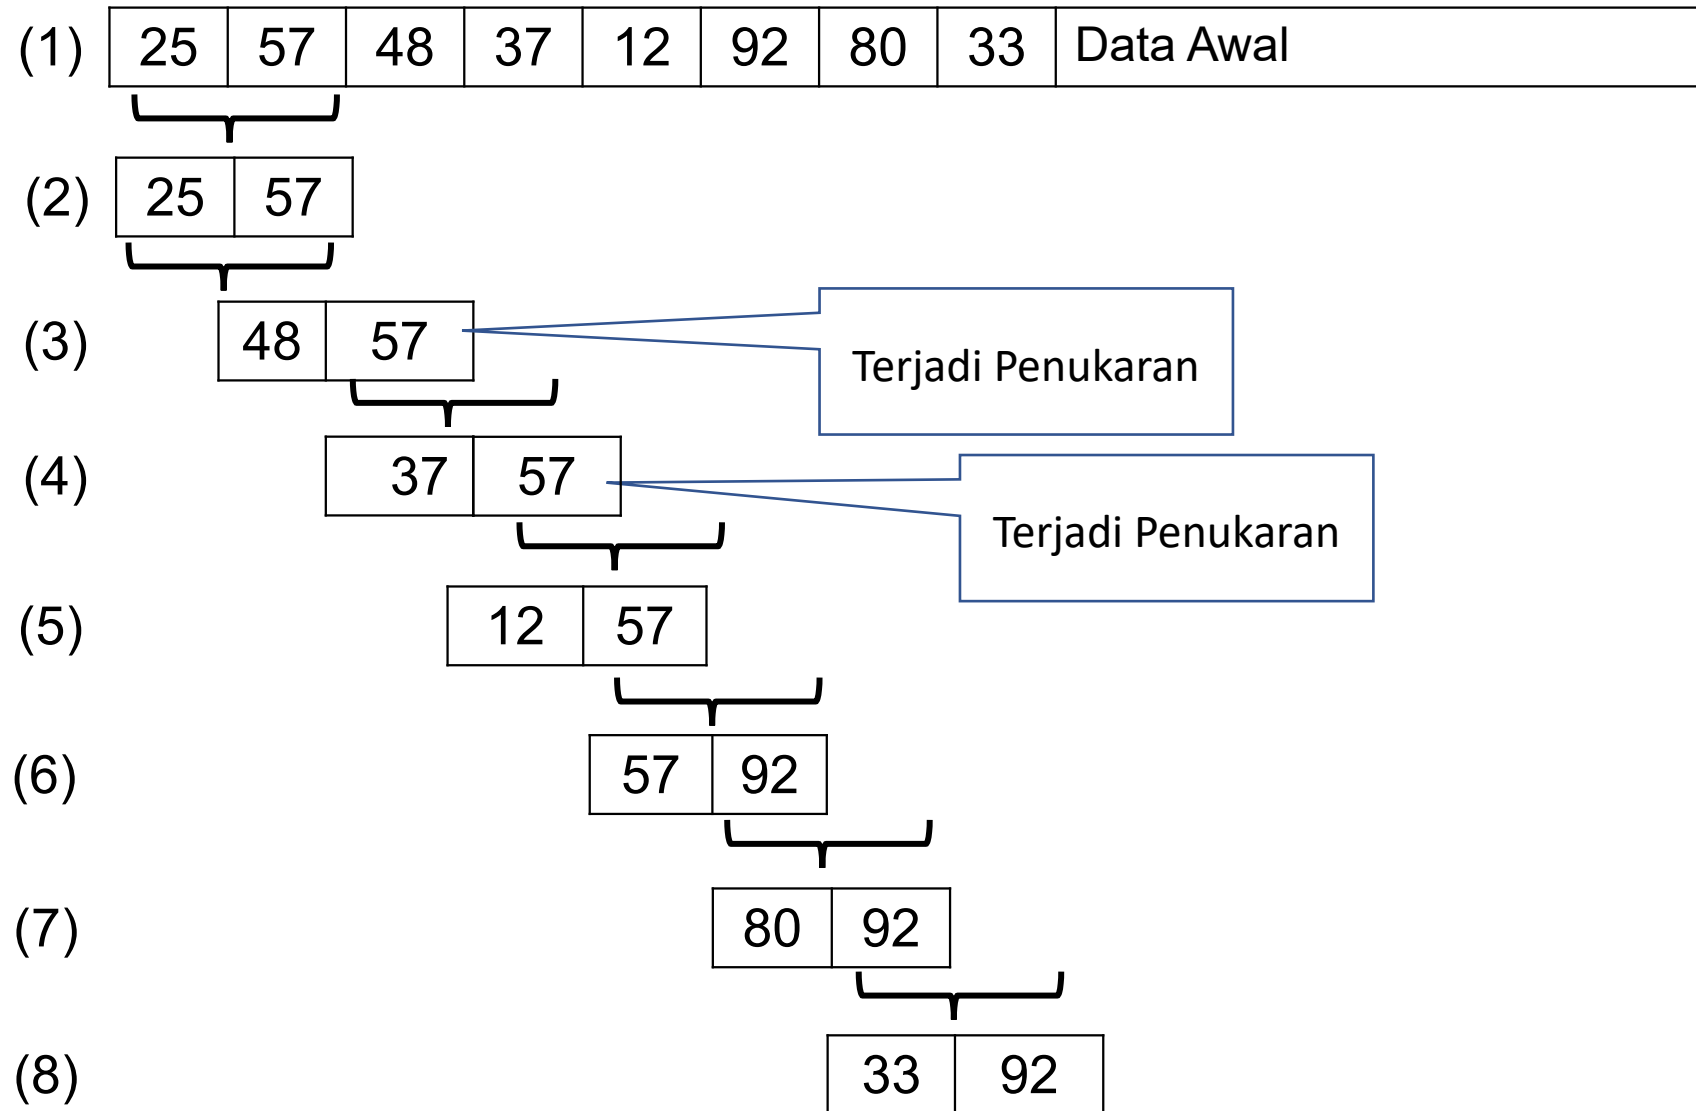 (1) 25 57 48 37 12 92 80 33 Data Awal
(2) 25 57
(3) 48 57
Terjadi Penukaran
(4) 37 57
Terjadi Penukaran
(5) 12 57
(6) 57 92
(7) 80 92
(8) 33 92